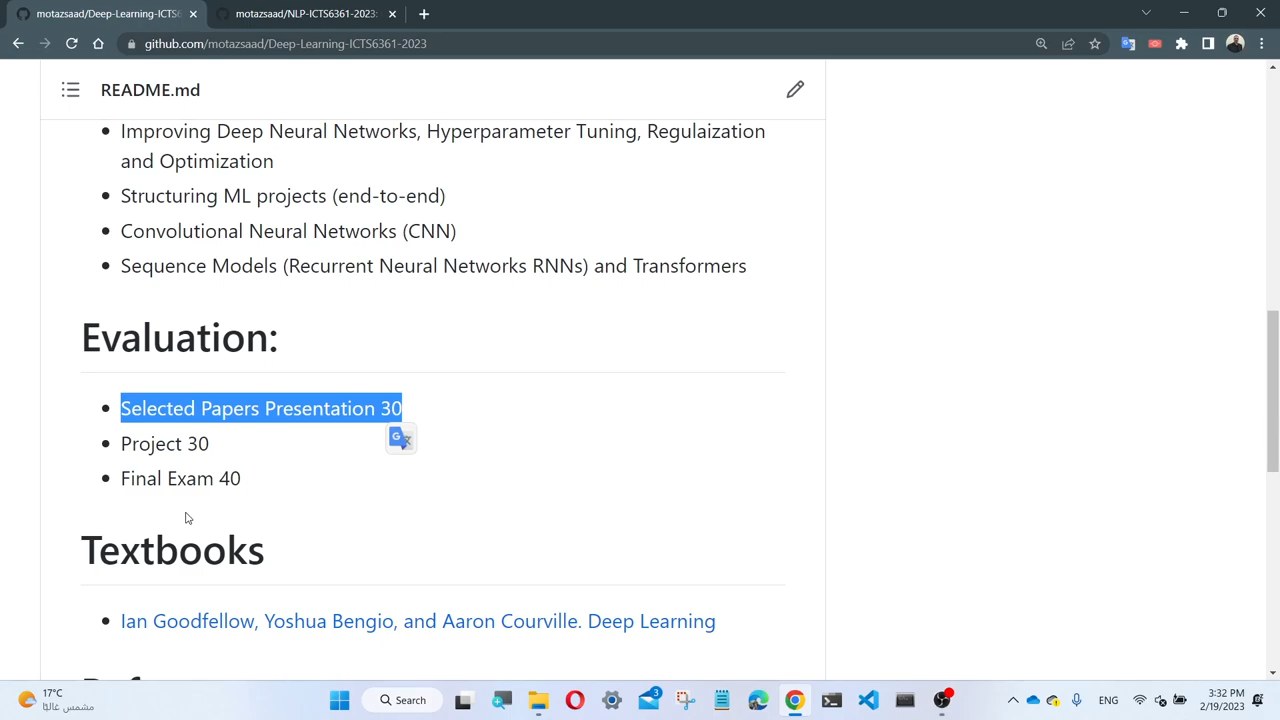 motazsaad/Deep-Learning-ICTS6
motazsaad/NLP-ICTS6361-2023:
github.com/motazsaad/Deep-Learning-ICTS6361-2023
README.md
Improving Deep Neural Networks, Hyperparameter Tuning, Regulaization
and Optimization
Structuring ML projects (end-to-end)
Convolutional Neural Networks (CNN)
Sequence Models (Recurrent Neural Networks RNNs) and Transformers
Evaluation:
Selected Papers Presentation 30
Project 30
Final Exam 40
Textbooks
Ian Goodfellow, Yoshua Bengio, and Aaron Courville. Deep Learning
17°C
مشمس غالبًا
Search
3
ENG
3:32 PM
2/19/2023